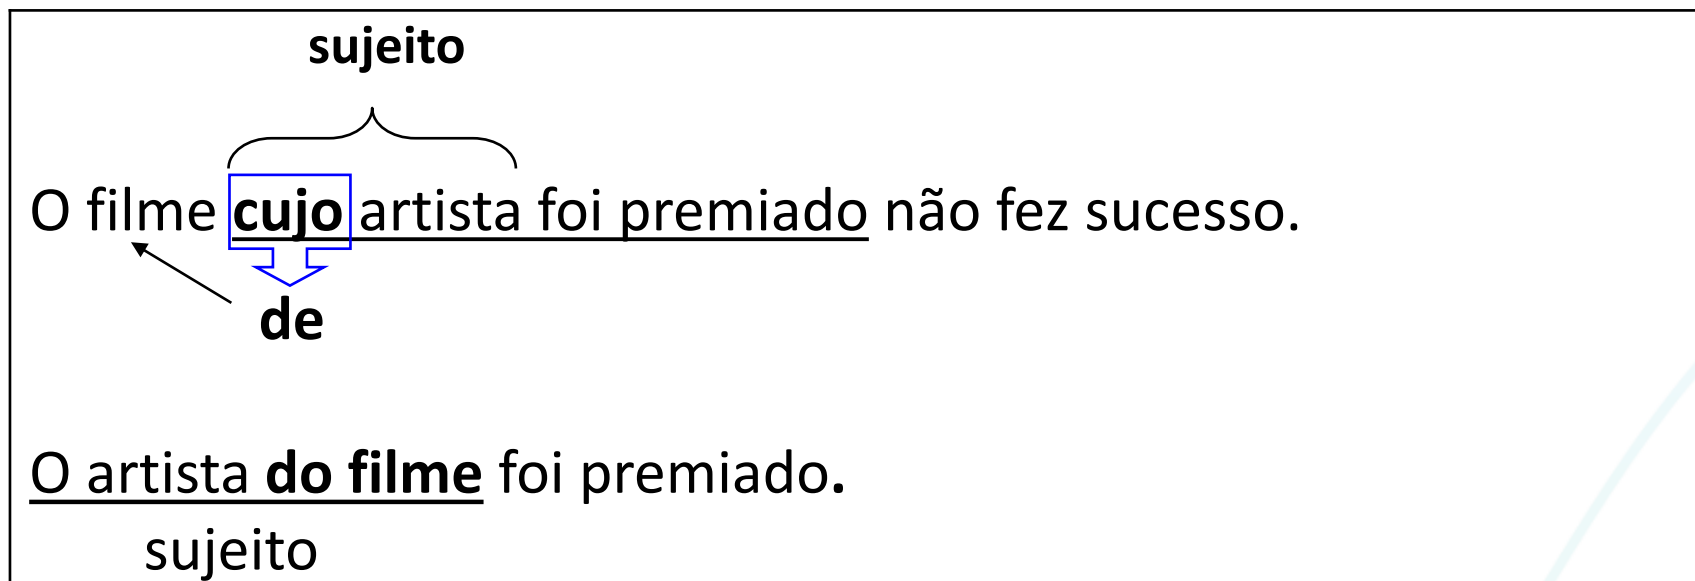 sujeito
O filme cujo artista foi premiado não fez sucesso.
de
O artista do filme foi premiado.
sujeito